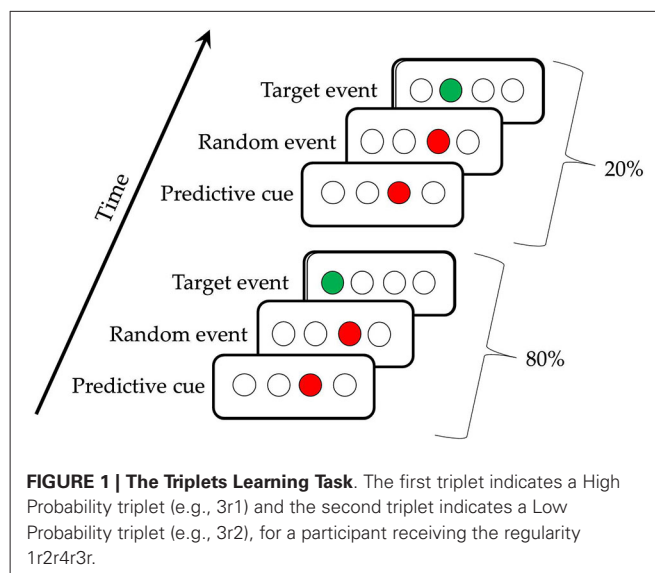 Target event
Random event
Predictive cue
20%
Time
Target event
Random event
Predictive cue
80%
FIGURE 1 | The Triplets Learning Task. The first triplet indicates a High
Probability triplet (e.g., 3r1) and the second triplet indicates a Low
Probability triplet (e.g., 3r2), for a participant receiving the regularity
1r2r4r3r.